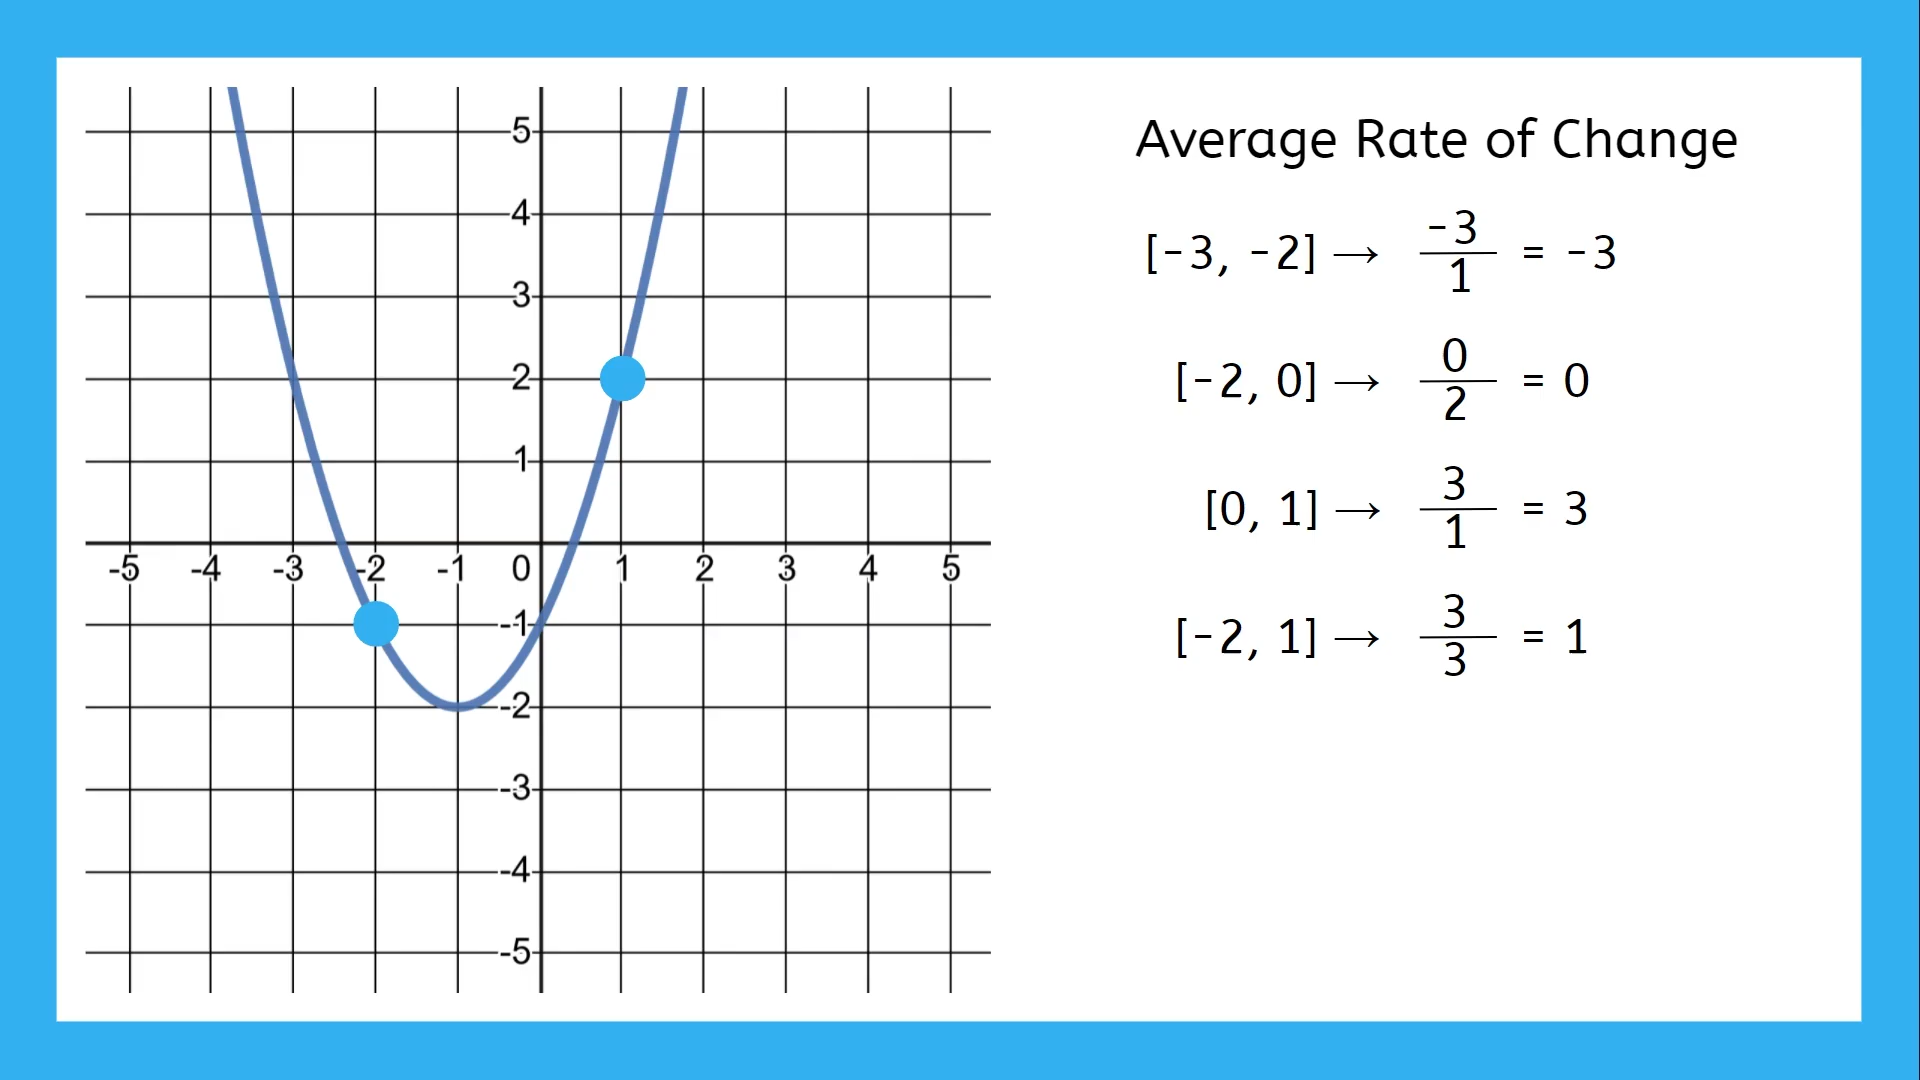 Average Rate of Change
[-3, -2] → -3/1 = -3
[-2, 0] → 0/2 = 0
[0, 1] → 3/1 = 3
[-2, 1] → 3/3 = 1
5
4
3
2
1
-5 -4 -3 -2 -1 0 1 2 3 4 5
-1
-2
-3
-4
-5